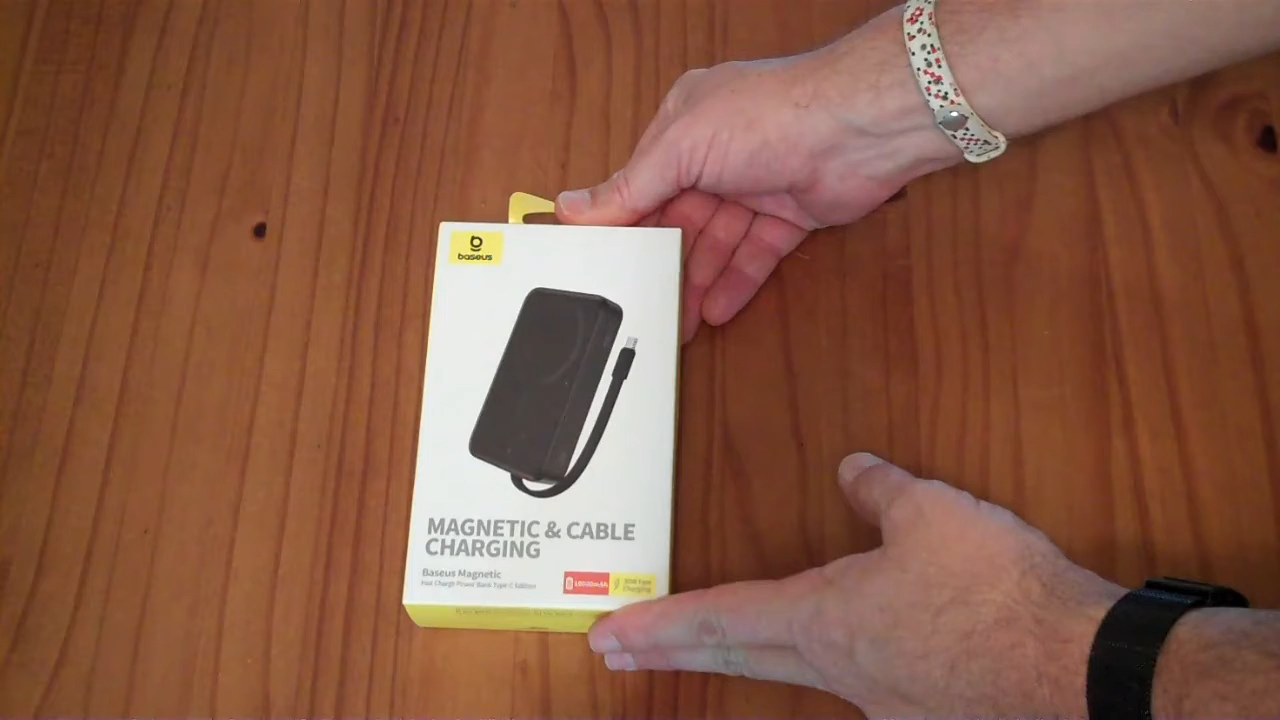 baseus
MAGNETIC & CABLE
CHARGING
Baseus Magnetic
Fast Charge Power Bank Type-C Edition
10000mAh
30W Fast
Charging